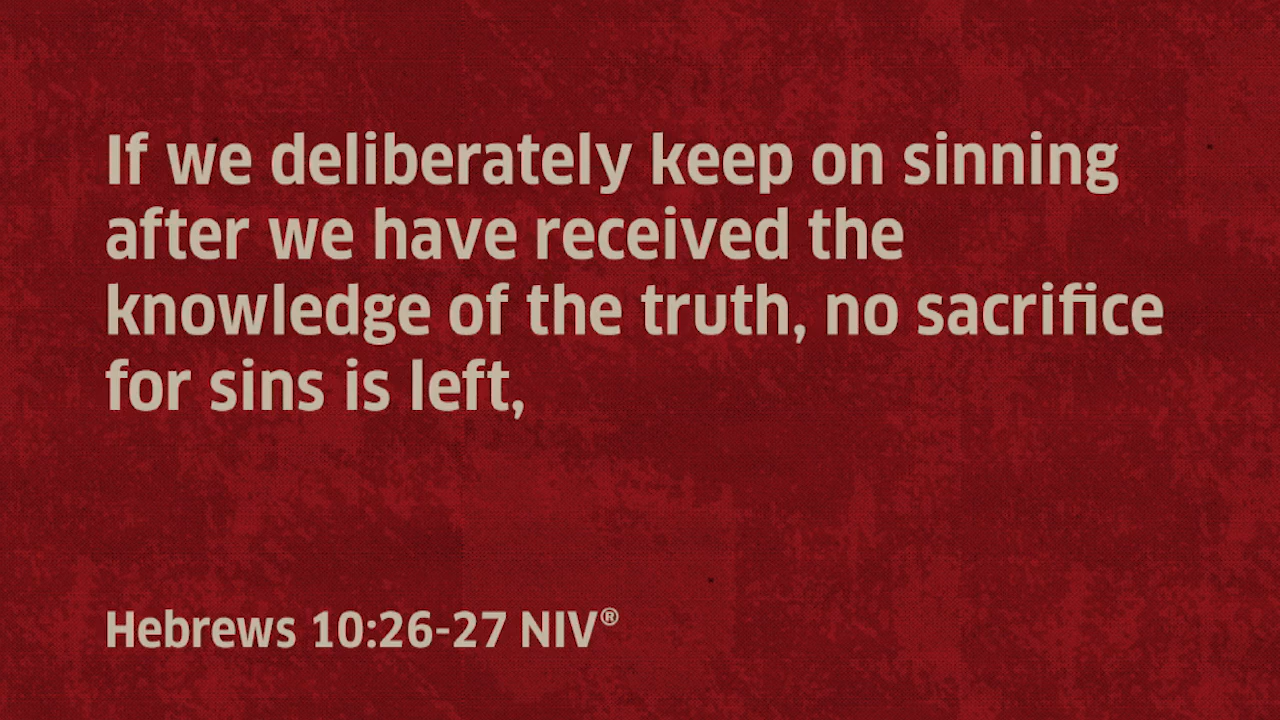 If we deliberately keep on sinning
after we have received the
knowledge of the truth, no sacrifice
for sins is left,
Hebrews 10:26-27 NIV®